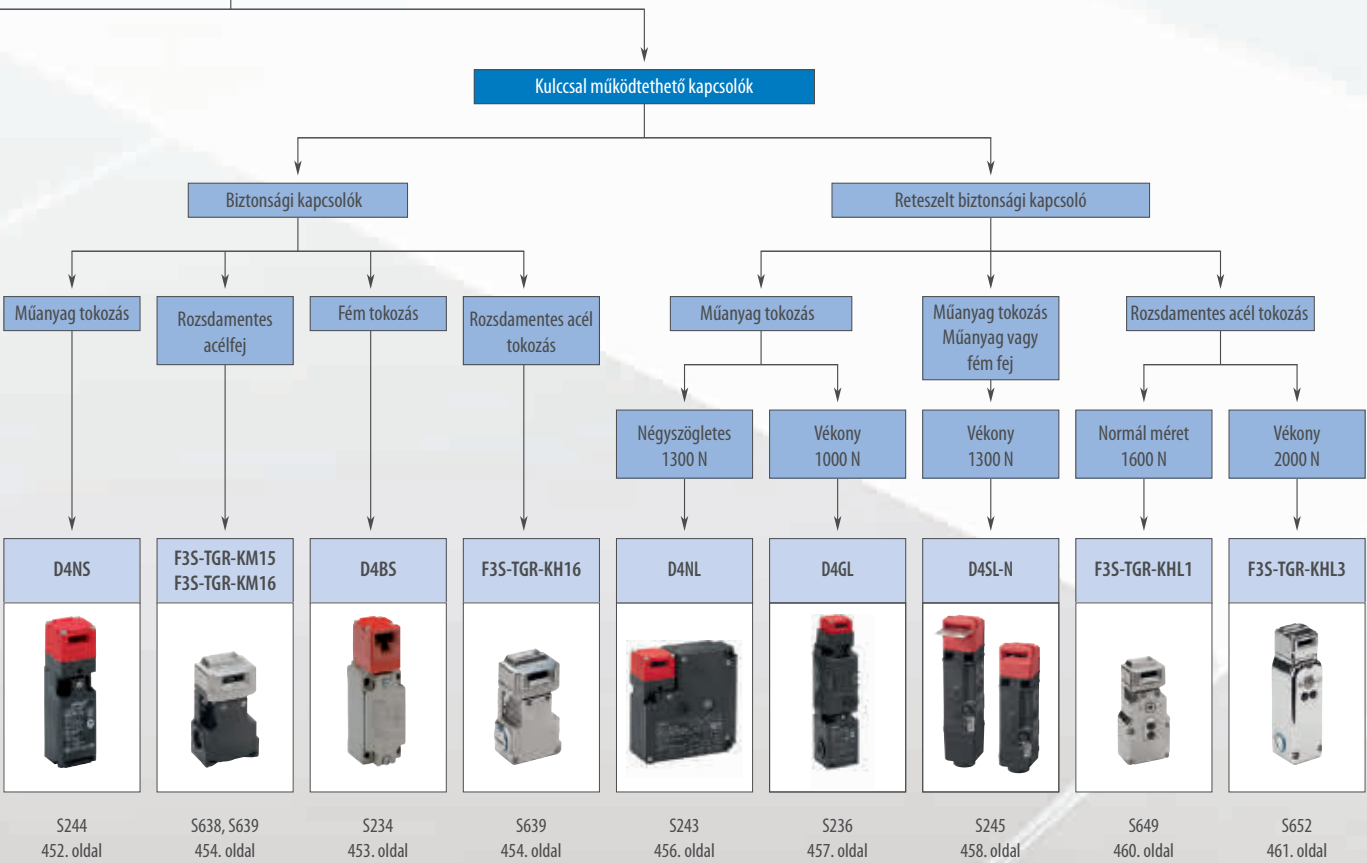 Kulccsal működtethető kapcsolók
Biztonsági kapcsolók
Reteszelt biztonsági kapcsoló
Műanyag tokozás
Rozsdamentes
acélfej
Fém tokozás
Rozsdamentes acél
tokozás
Műanyag tokozás
Műanyag tokozás
Műanyag vagy
fém fej
Rozsdamentes acél tokozás
Négyszögletes
1300 N
Vékony
1000 N
Vékony
1300 N
Normál méret
1600 N
Vékony
2000 N
D4NS
F3S-TGR-KM15
F3S-TGR-KM16
D4BS
F3S-TGR-KH16
D4NL
D4GL
D4SL-N
F3S-TGR-KHL1
F3S-TGR-KHL3
S244
452. oldal
S638, S639
454. oldal
S234
453. oldal
S639
454. oldal
S243
456. oldal
S236
457. oldal
S245
458. oldal
S649
460. oldal
S652
461. oldal